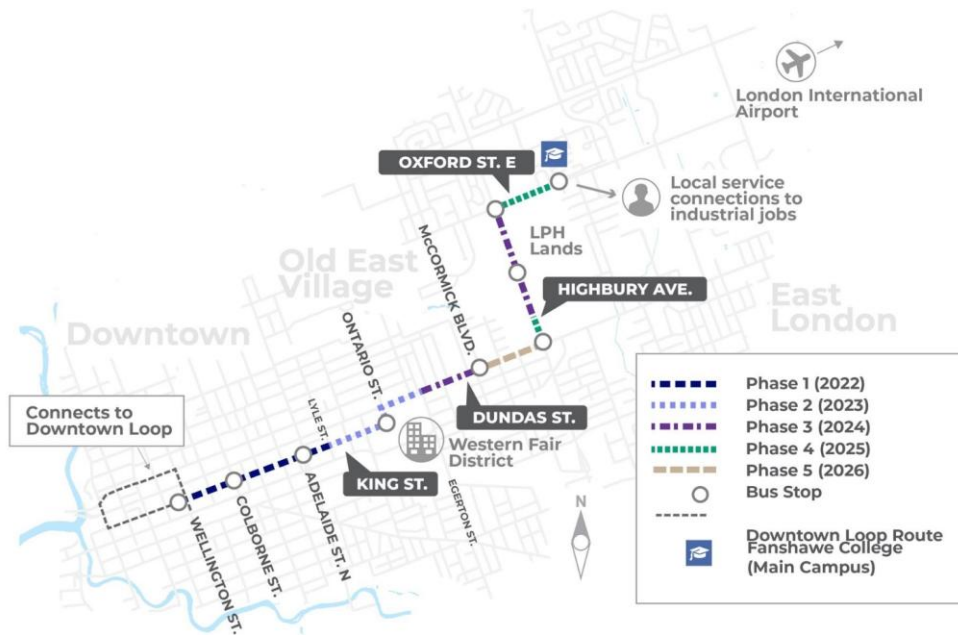 London International
Airport
OXFORD ST. E
Local service
connections to
industrial jobs
LPH
Lands
McCORMICK BLVD.
Old East
Village
HIGHBURY AVE.
East
London
Downtown
ONTARIO ST.
Connects to
Downtown Loop
LYLE ST.
DUNDAS ST.
Western Fair
District
KING ST.
EGERTON ST.
ADELAIDE ST. N
COLBORNE ST.
WELLINGTON ST.
N
Phase 1 (2022)
Phase 2 (2023)
Phase 3 (2024)
Phase 4 (2025)
Phase 5 (2026)
Bus Stop
Downtown Loop Route
Fanshawe College
(Main Campus)